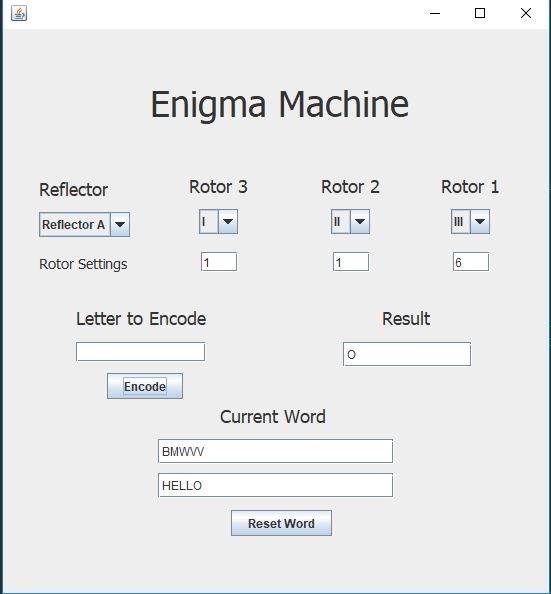 Enigma Machine
Reflector Rotor 3 Rotor 2 Rotor 1
Reflector A I II III
Rotor Settings 1 1 6
Letter to Encode Result
O
Encode
Current Word
BMWVV
HELLO
Reset Word